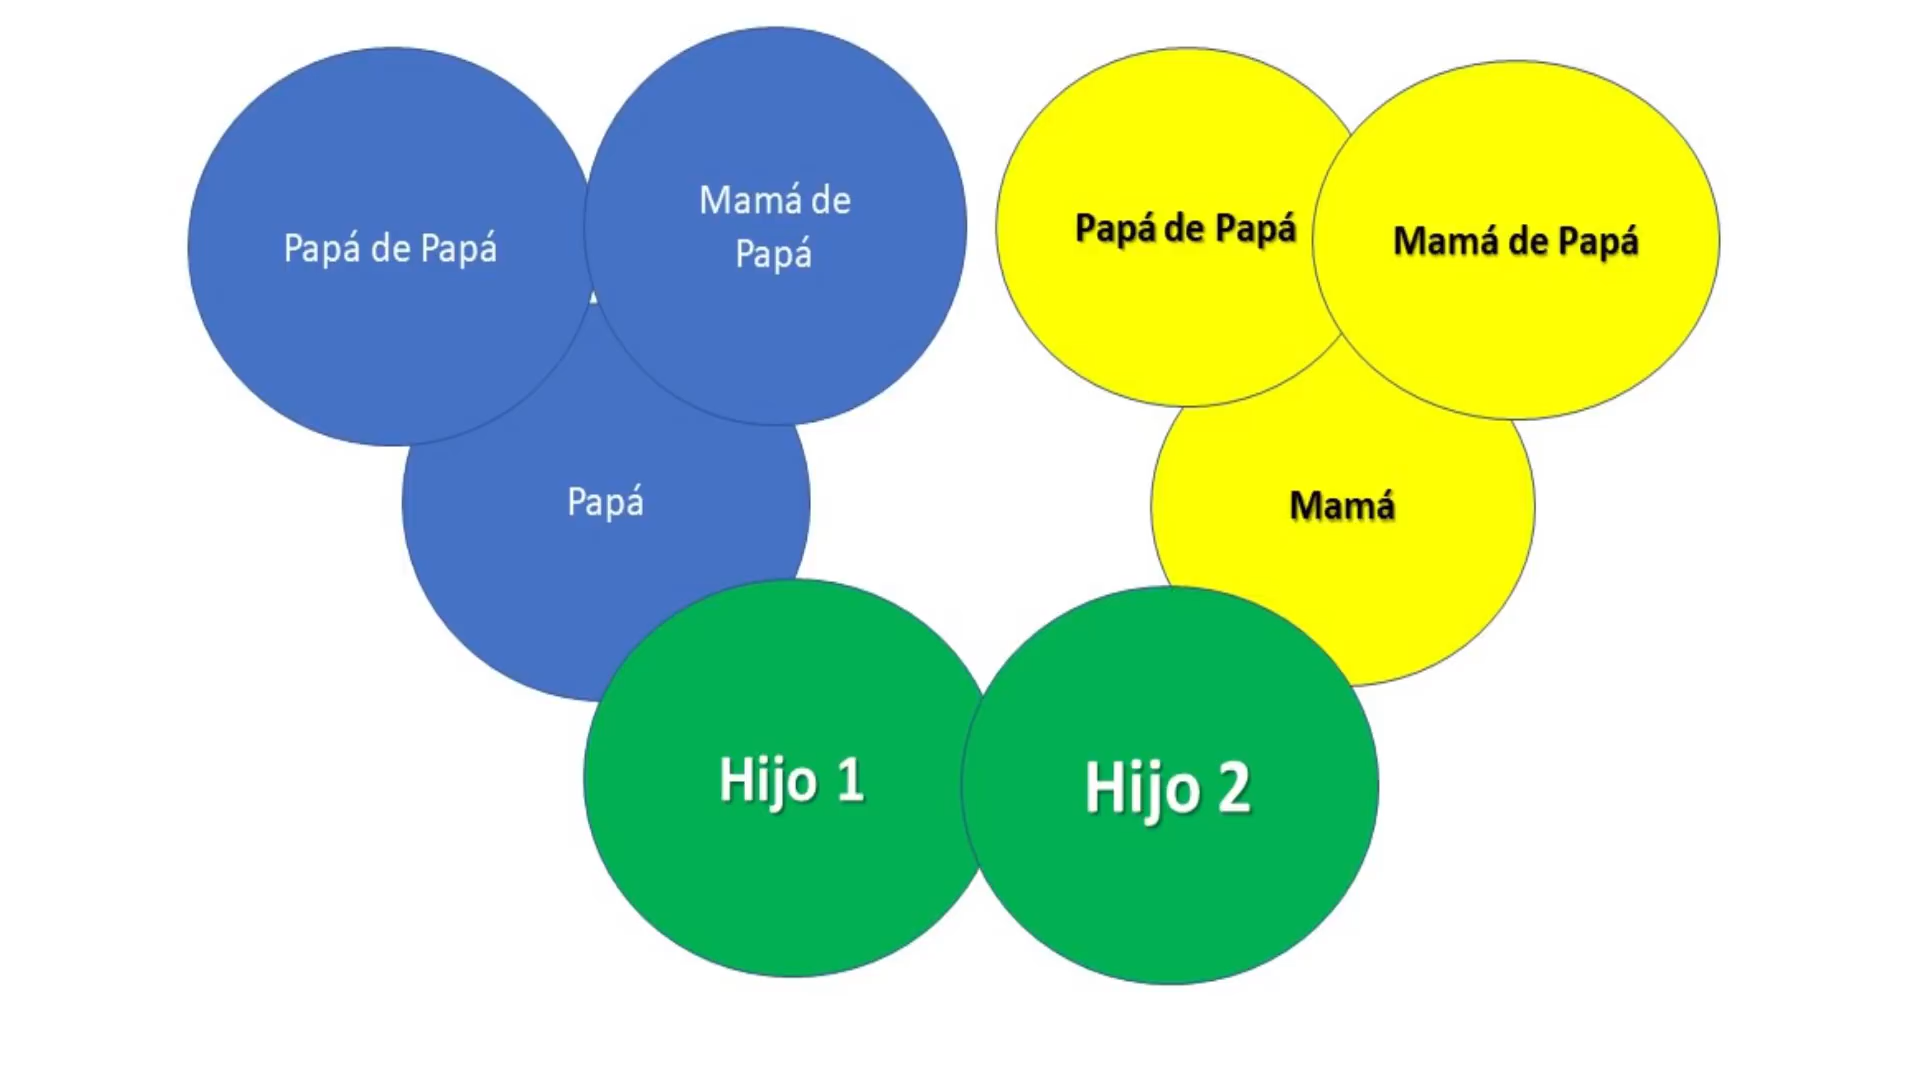 Papá de Papá
Mamá de
Papá
Papá de Papá
Mamá de Papá
Papá
Mamá
Hijo 1
Hijo 2